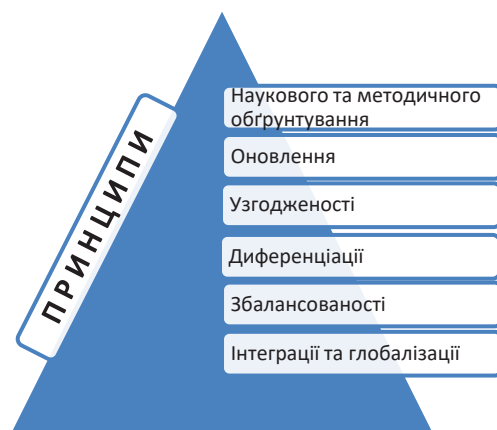 ПРИНЦИПИ
Наукового та методичного
обґрунтування
Оновлення
Узгодженості
Диференціації
Збалансованості
Інтеграції та глобалізації